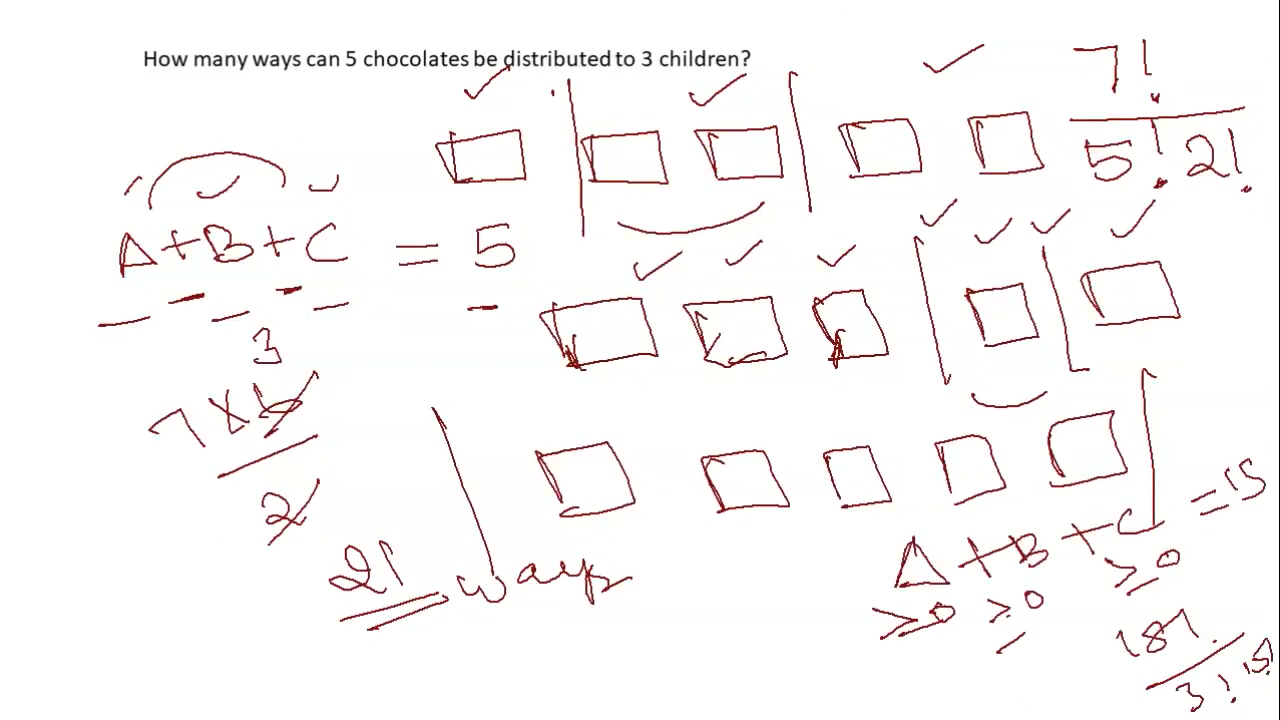 How many ways can 5 chocolates be distributed to 3 children?
7!
5! 2!
A+B+C = 5
3
7 x 6
2
21 ways
A+B+C =15
≥0 ≥0 ≥0
18!
3! 15!